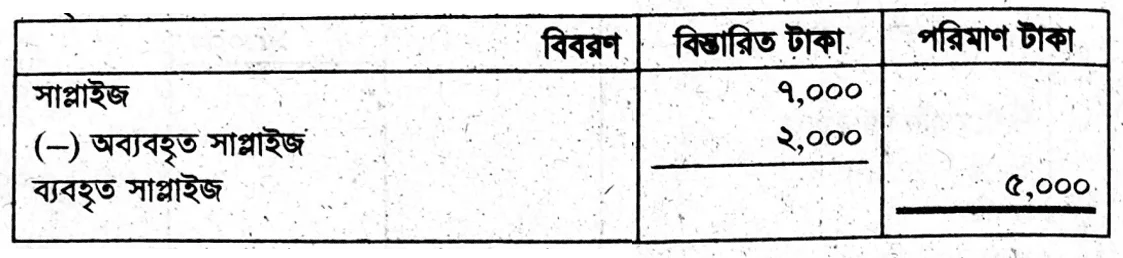 বিবরণ বিস্তারিত টাকা পরিমাণ টাকা
সাপ্লাইজ ৭,০০০
(–) অব্যবহৃত সাপ্লাইজ ২,০০০
ব্যবহৃত সাপ্লাইজ ৫,০০০